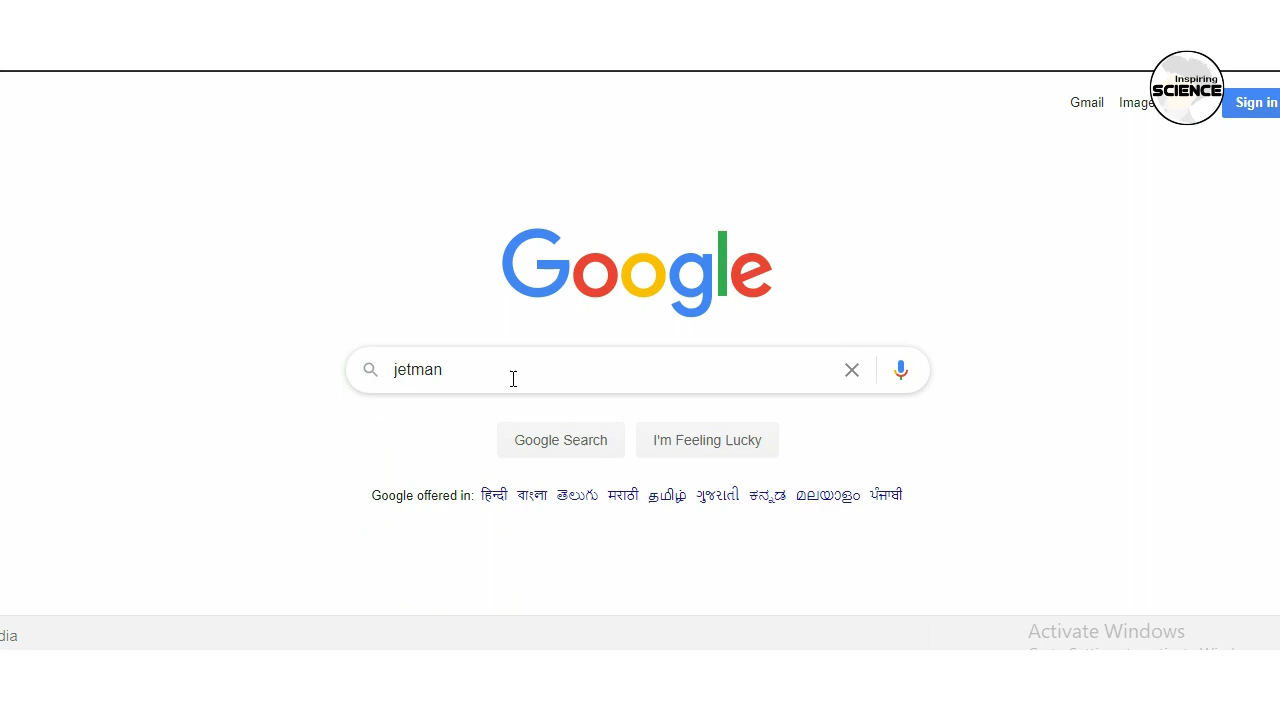 Inspiring
SCIENCE
Gmail Image
Sign in
Google
jetman
Google Search I'm Feeling Lucky
Google offered in: हिन्दी বাংলা తెలుగు मराठी தமிழ் ગુજરાતી ಕನ್ನಡ മലയാളം ਪੰਜਾਬੀ
dia
Activate Windows